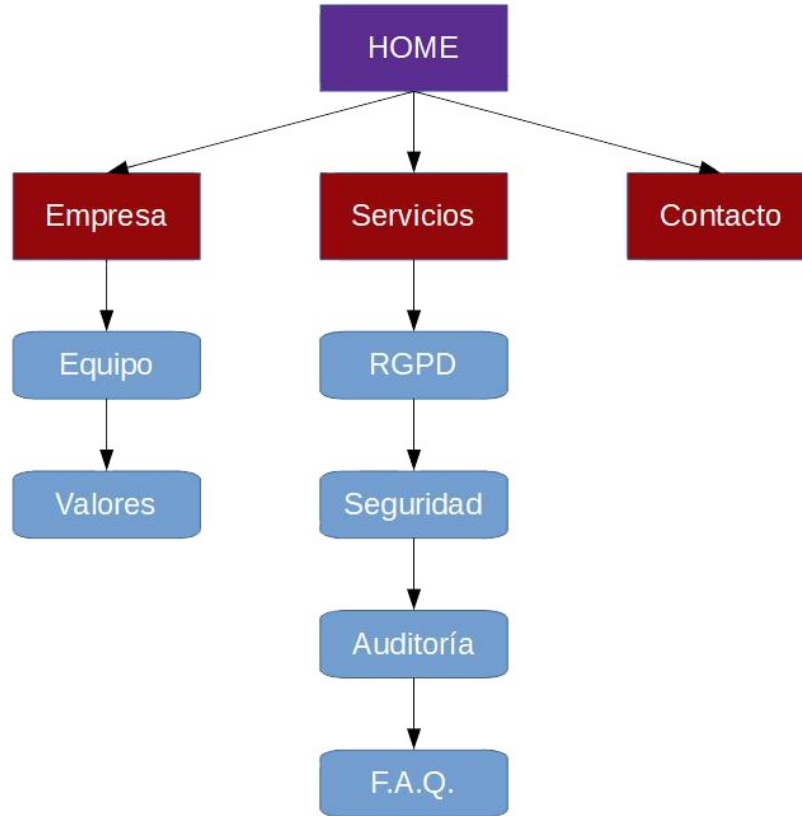 HOME
Empresa
Servicios
Contacto
Equipo
RGPD
Valores
Seguridad
Auditoría
F.A.Q.